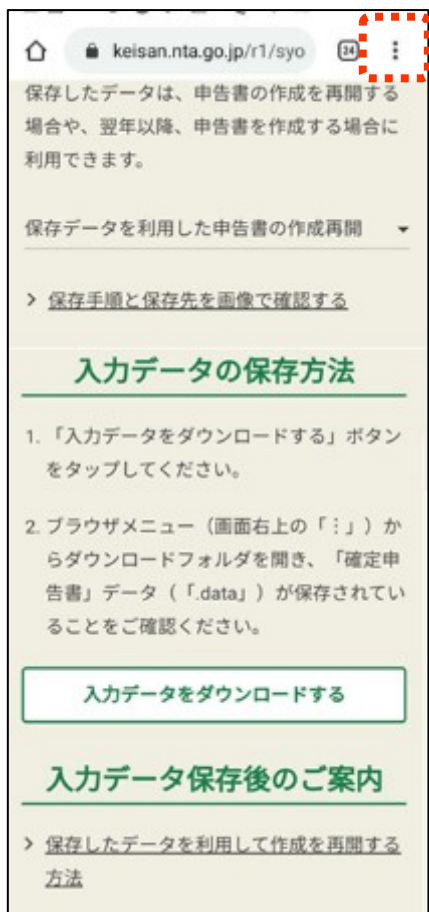 keisan.nta.go.jp/r1/syo 24
保存したデータは、申告書の作成を再開する
場合や、翌年以降、申告書を作成する場合に
利用できます。
保存データを利用した申告書の作成再開
> 保存手順と保存先を画像で確認する
入力データの保存方法
1. 「入力データをダウンロードする」ボタン
をタップしてください。
2. ブラウザメニュー（画面右上の「⋮」）か
らダウンロードフォルダを開き、「確定申
告書」データ（「.data」）が保存されてい
ることをご確認ください。
入力データをダウンロードする
入力データ保存後のご案内
> 保存したデータを利用して作成を再開する
方法